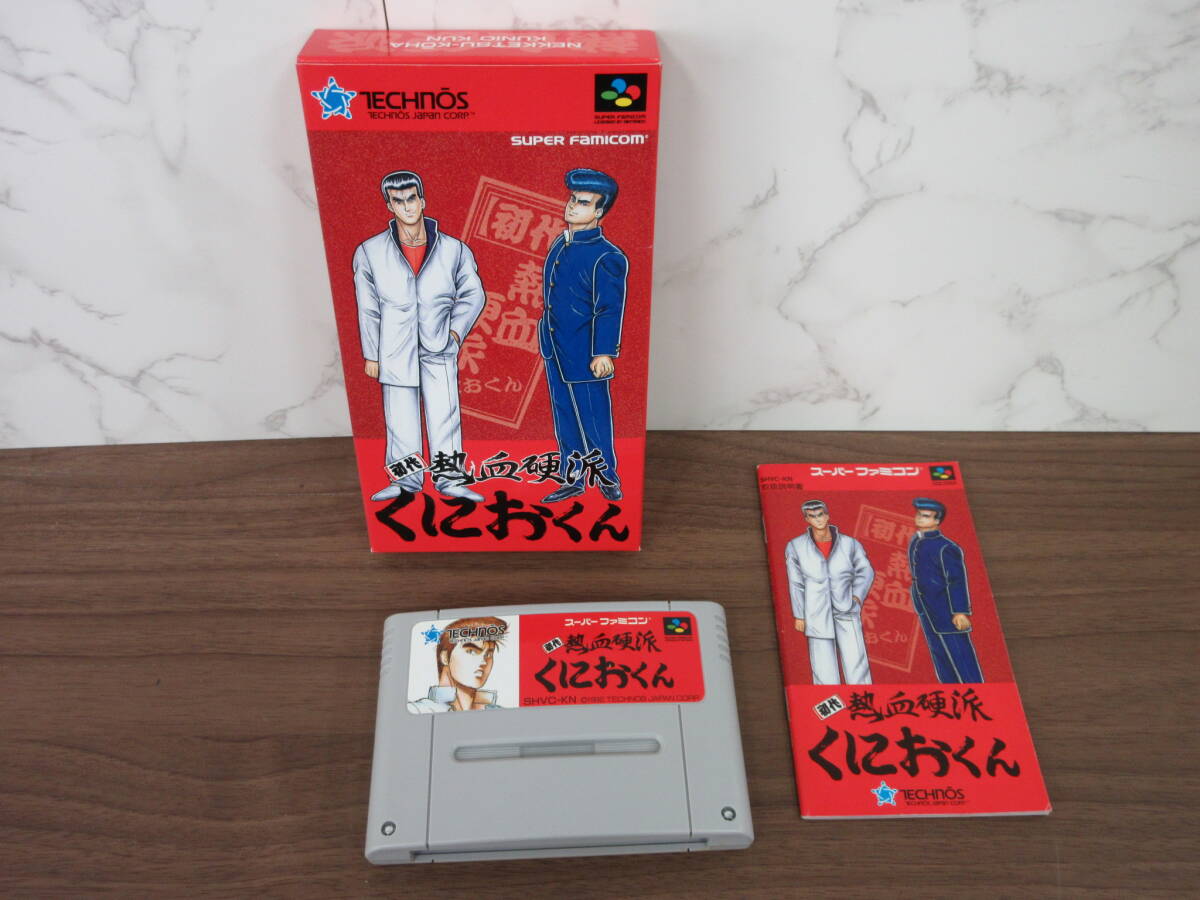 NEKKETSU-KŌHA
KUNIO KUN
TECHNŌS
TECHNŌS JAPAN CORP.™
SUPER FAMICOM
SUPER FAMICOM®
初代
熱血
おくん
初代 熱血硬派
くにおくん
スーパーファミコン
TECHNŌS
初代 熱血硬派
くにおくん
SHVC-KN ©1992 TECHNOS JAPAN CORP.
スーパーファミコン
SHVC-KN
取扱説明書
初代
おくん
初代 熱血硬派
くにおくん
TECHNŌS
TECHNŌS JAPAN CORP.